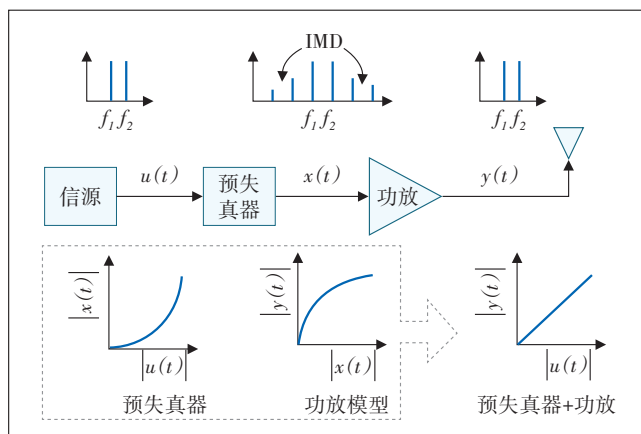 IMD
f1 f2
f1 f2
f1 f2
信源
u(t)
预失
真器
x(t)
功放
y(t)
|x(t)|
|u(t)|
预失真器
|y(t)|
|x(t)|
功放模型
|y(t)|
|u(t)|
预失真器+功放